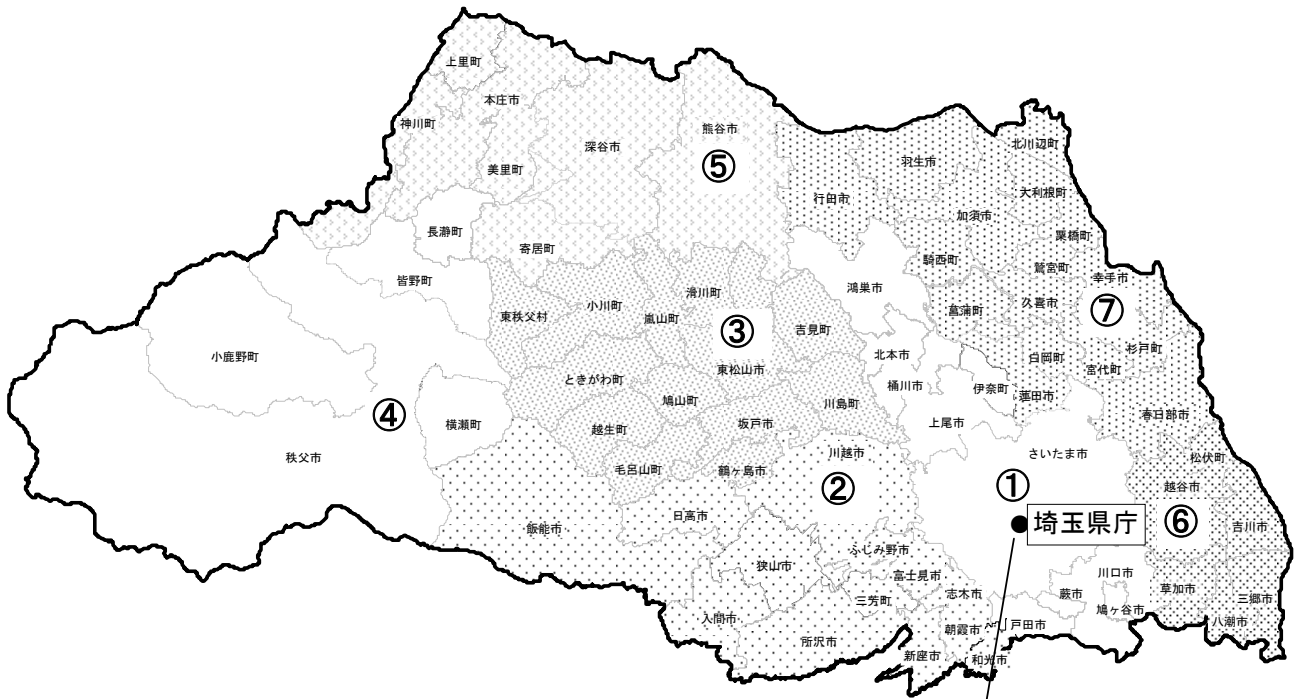 上里町
本庄市
神川町
熊谷市
深谷市
⑤
美里町
長瀞町
寄居町
皆野町
北川辺町
羽生市
大利根町
行田市
加須市
栗橋町
騎西町
鷲宮町
幸手市
鴻巣市
久喜市
菖蒲町
⑦
杉戸町
白岡町
宮代町
東秩父村
小川町
滑川町
嵐山町
吉見町
③
東松山市
小鹿野町
ときがわ町
北本市
桶川市
伊奈町
蓮田市
鳩山町
川島町
④
横瀬町
上尾市
春日部市
越生町
坂戸市
秩父市
川越市
さいたま市
松伏町
毛呂山町
鶴ヶ島市
②
①
越谷市
日高市
飯能市
埼玉県庁
⑥
吉川市
ふじみ野市
狭山市
富士見市
川口市
三芳町
志木市
蕨市
草加市
三郷市
入間市
鳩ヶ谷市
八潮市
朝霞市
戸田市
所沢市
新座市
和光市